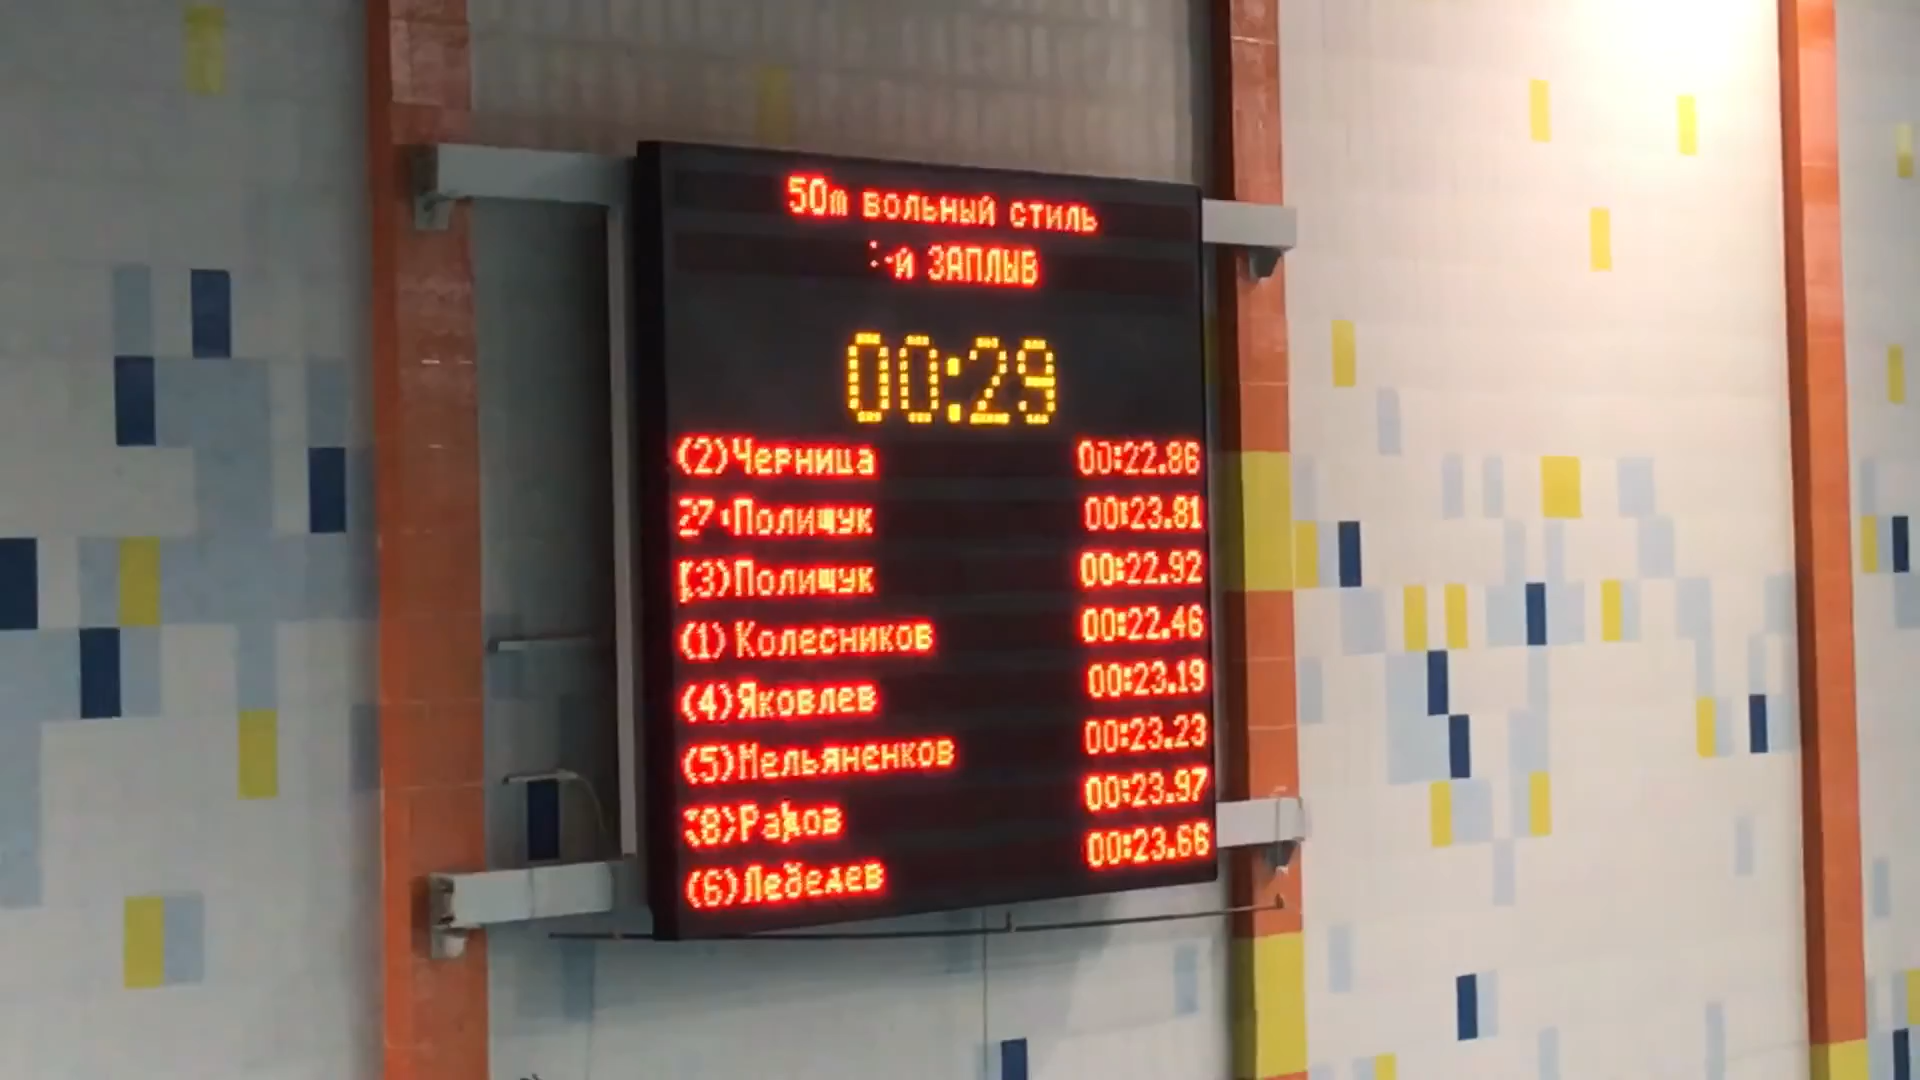 50m вольный стиль
-й ЗАПЛЫВ
00:29
(2)Черница 00:22.86
Полищук 00:23.81
(3)Полищук 00:22.92
(1)Колесников 00:22.46
(4)Яковлев 00:23.19
(5)Мельяненков 00:23.23
(8) 00:23.97
(6)Лебедев 00:23.66